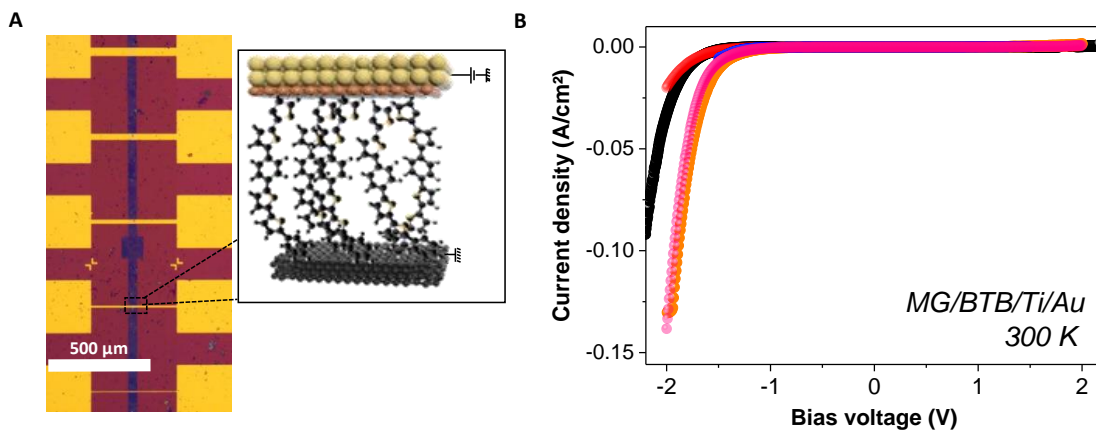 A
500 µm
B
Current density (A/cm²)
0.00
-0.05
-0.10
-0.15
-2
-1
0
1
2
Bias voltage (V)
MG/BTB/Ti/Au
300 K